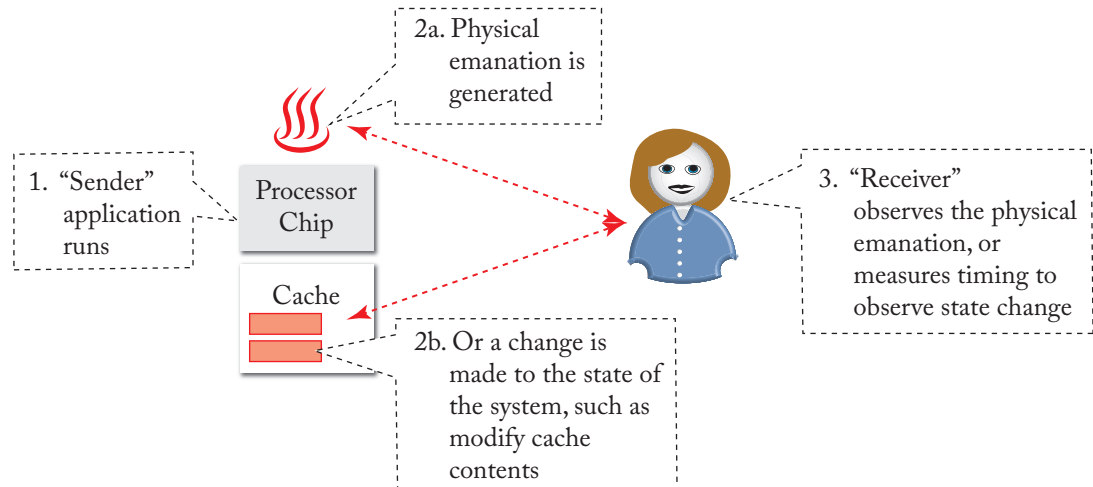 2a. Physical
emanation is
generated
1. “Sender”
application
runs
Processor
Chip
3. “Receiver”
observes the physical
emanation, or
measures timing to
observe state change
Cache
2b. Or a change is
made to the state of
the system, such as
modify cache
contents